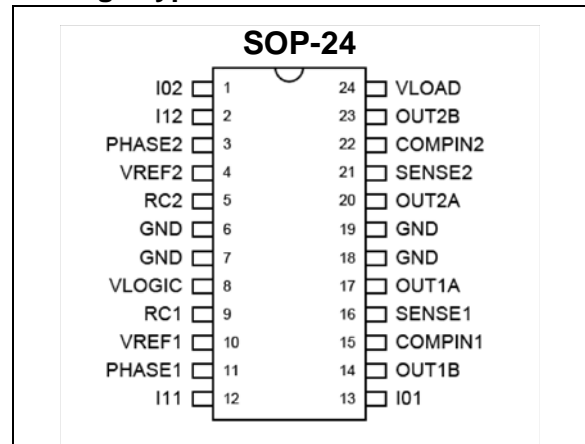 SOP-24
I02 1 24 VLOAD
I12 2 23 OUT2B
PHASE2 3 22 COMPIN2
VREF2 4 21 SENSE2
RC2 5 20 OUT2A
GND 6 19 GND
GND 7 18 GND
VLOGIC 8 17 OUT1A
RC1 9 16 SENSE1
VREF1 10 15 COMPIN1
PHASE1 11 14 OUT1B
I11 12 13 I01